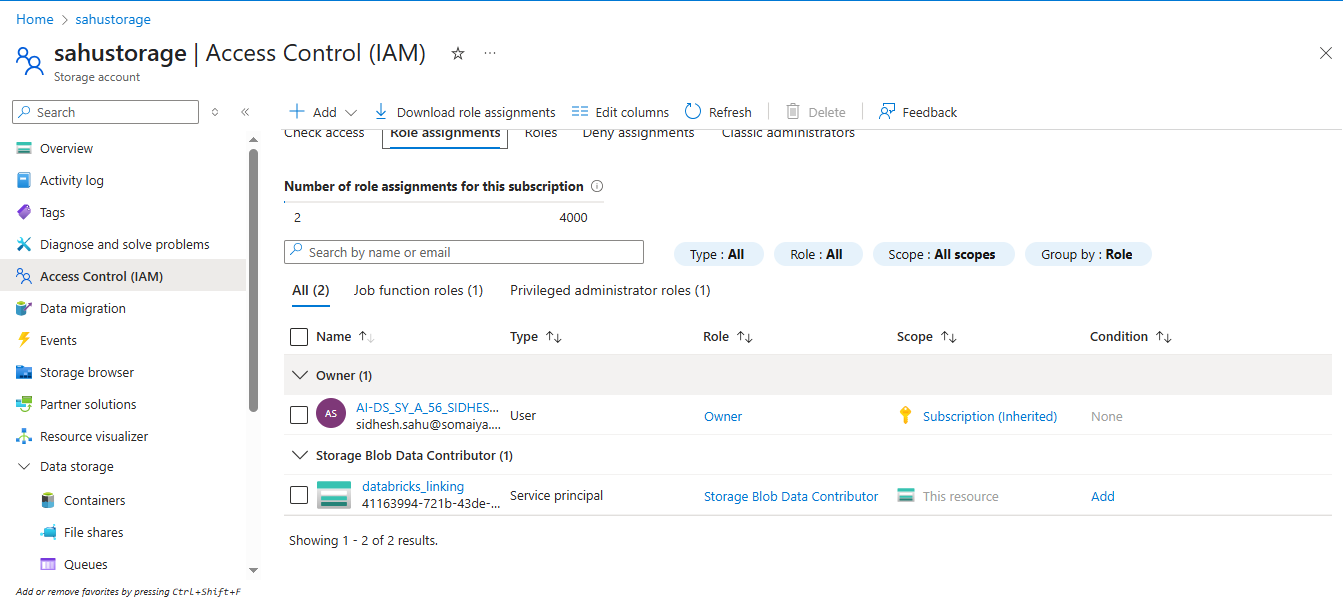 Home > sahustorage
sahustorage | Access Control (IAM) ☆ ...
Storage account
Search
Overview
Activity log
Tags
Diagnose and solve problems
Access Control (IAM)
Data migration
Events
Storage browser
Partner solutions
Resource visualizer
Data storage
Containers
File shares
Queues
Add or remove favorites by pressing Ctrl+Shift+F
Add Download role assignments Edit columns Refresh Delete Feedback
Check access Role assignments Roles Deny assignments Classic administrators
Number of role assignments for this subscription
2 4000
Search by name or email Type : All Role : All Scope : All scopes Group by : Role
All (2) Job function roles (1) Privileged administrator roles (1)
Name Type Role Scope Condition
Owner (1)
AS AI-DS_SY_A_56_SIDHES... User Owner Subscription (Inherited) None
sidhesh.sahu@somaiya....
Storage Blob Data Contributor (1)
databricks_linking Service principal Storage Blob Data Contributor This resource Add
41163994-721b-43de-...
Showing 1 - 2 of 2 results.